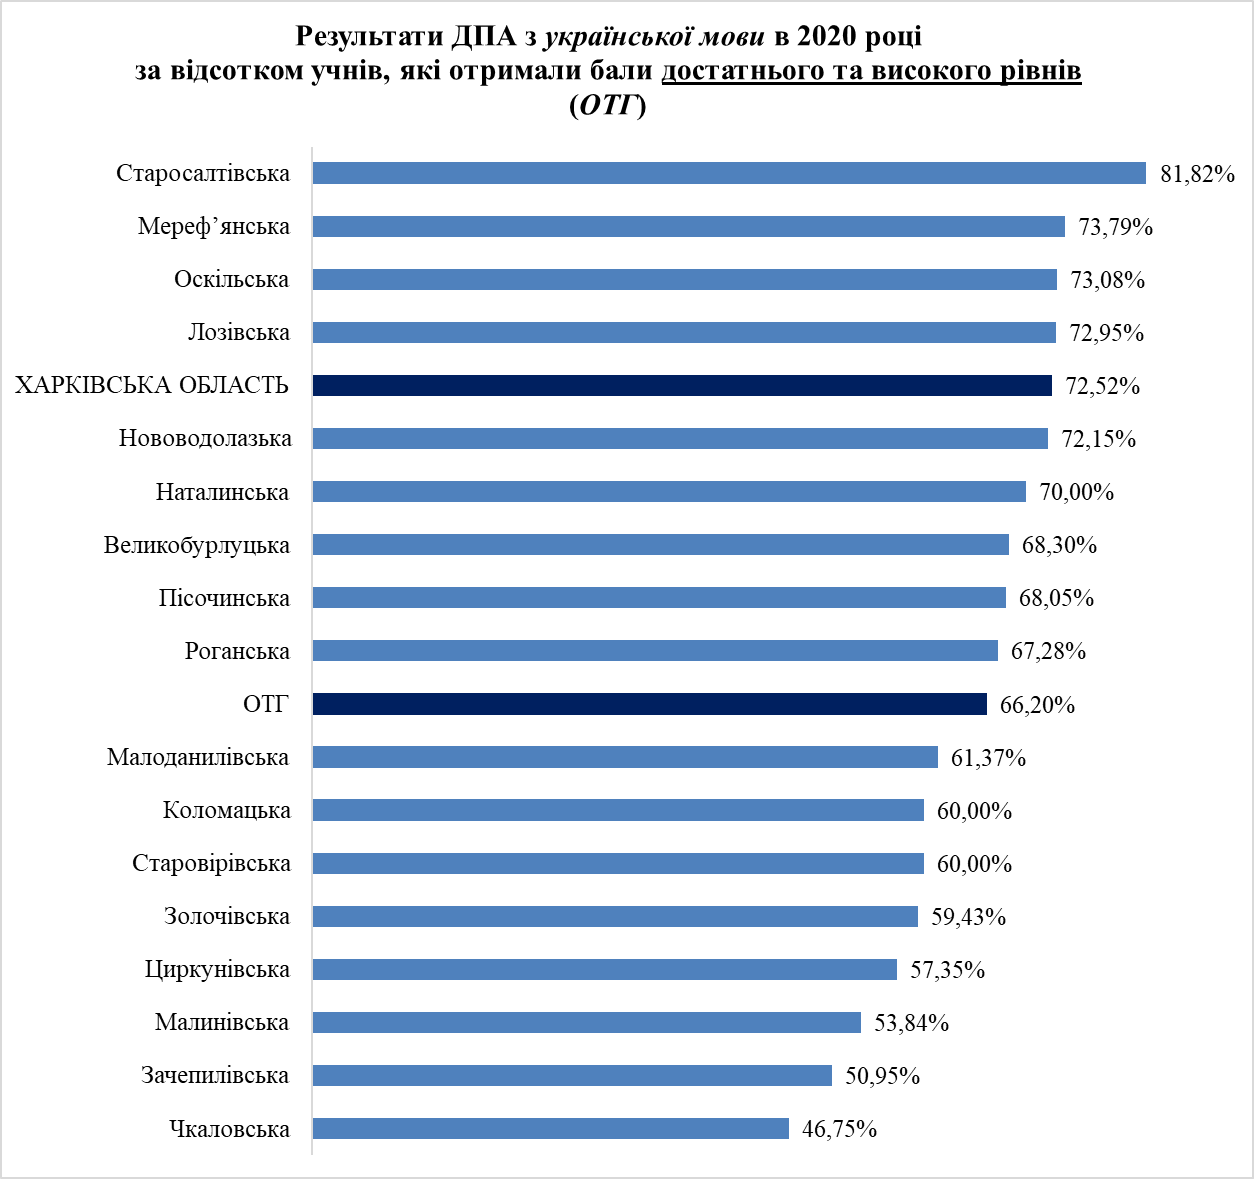 Результати ДПА з української мови в 2020 році
за відсотком учнів, які отримали бали достатнього та високого рівнів
(ОТГ)
Старосалтівська 81,82%
Мереф’янська 73,79%
Оскільська 73,08%
Лозівська 72,95%
ХАРКІВСЬКА ОБЛАСТЬ 72,52%
Нововодолазька 72,15%
Наталинська 70,00%
Великобурлуцька 68,30%
Пісочинська 68,05%
Роганська 67,28%
ОТГ 66,20%
Малоданилівська 61,37%
Коломацька 60,00%
Старовірівська 60,00%
Золочівська 59,43%
Циркунівська 57,35%
Малинівська 53,84%
Зачепилівська 50,95%
Чкаловська 46,75%